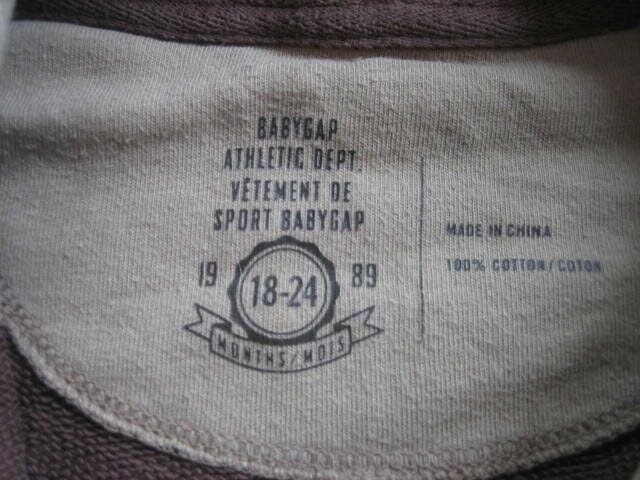 BABYGAP
ATHLETIC DEPT.
VÊTEMENT DE
SPORT BABYGAP
19 18-24 89
MONTHS/MOIS
MADE IN CHINA
100% COTTON/COTON